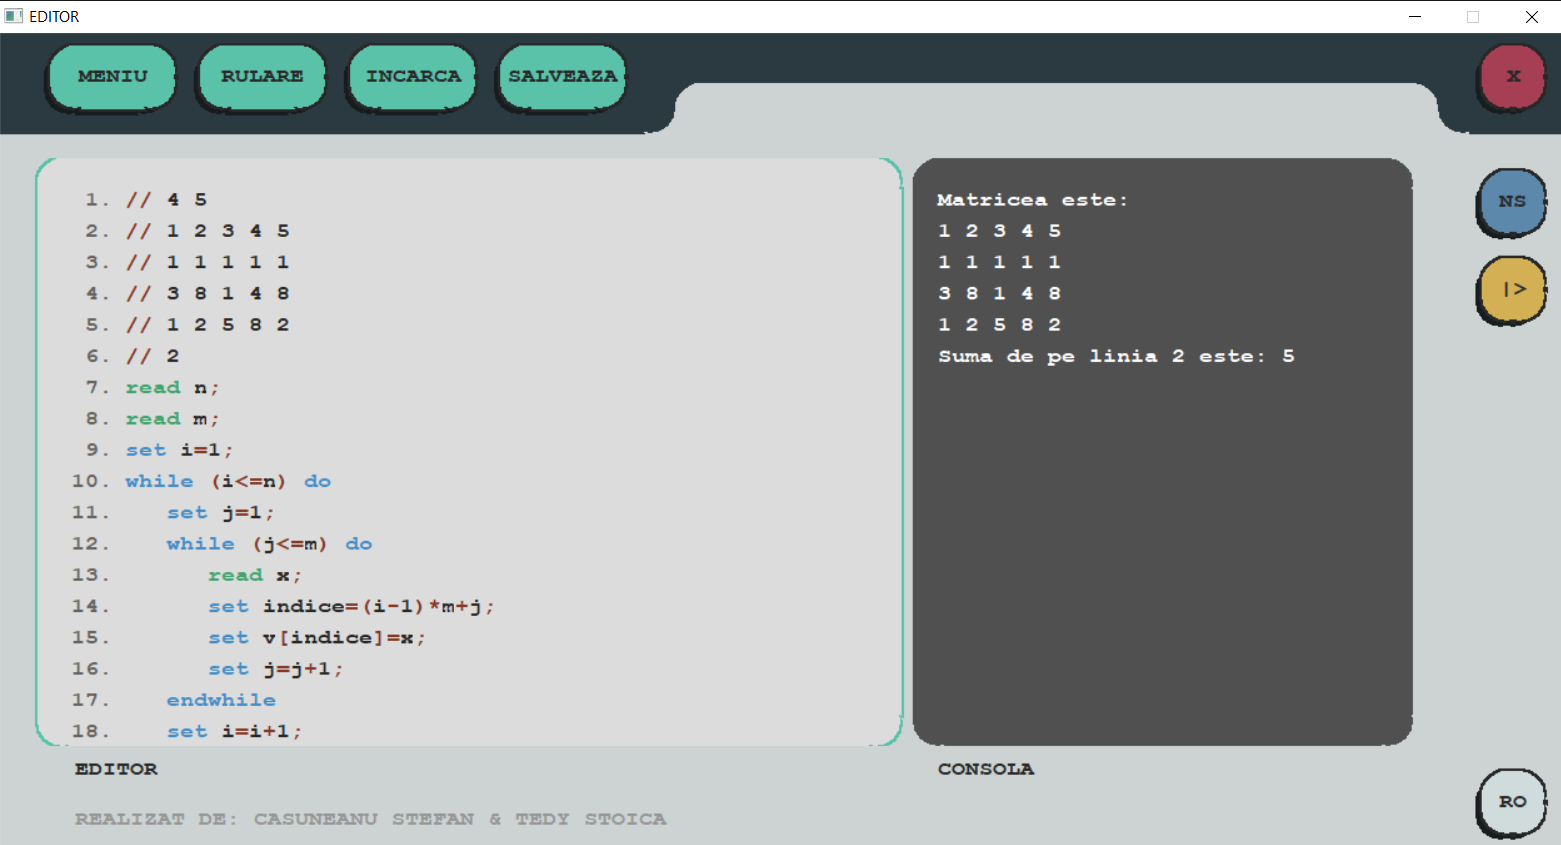 EDITOR
MENIU RULARE INCARCA SALVEAZA X
1. // 4 5
2. // 1 2 3 4 5
3. // 1 1 1 1 1
4. // 3 8 1 4 8
5. // 1 2 5 8 2
6. // 2
7. read n;
8. read m;
9. set i=1;
10. while (i<=n) do
11. set j=1;
12. while (j<=m) do
13. read x;
14. set indice=(i-1)*m+j;
15. set v[indice]=x;
16. set j=j+1;
17. endwhile
18. set i=i+1;
EDITOR
Matricea este:
1 2 3 4 5
1 1 1 1 1
3 8 1 4 8
1 2 5 8 2
Suma de pe linia 2 este: 5
CONSOLA
NS
|>
RO
REALIZAT DE: CASUNEANU STEFAN & TEDY STOICA